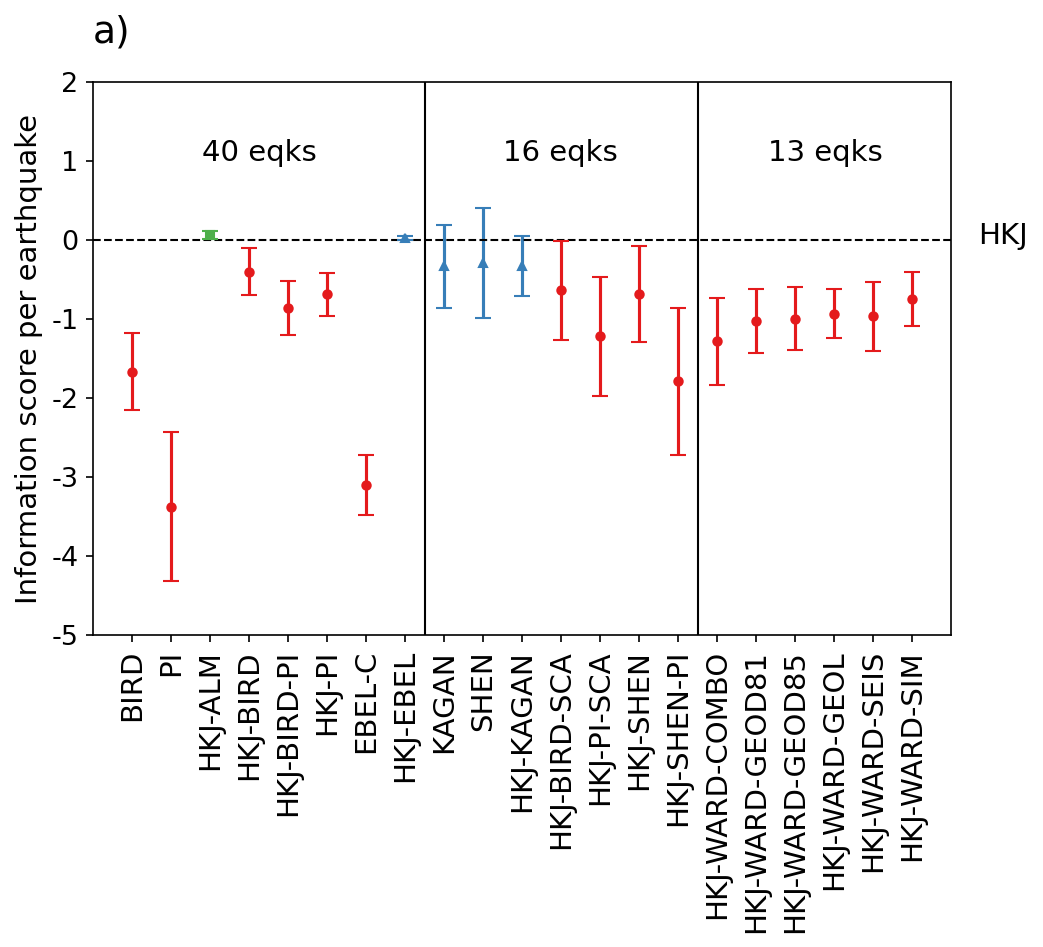 a)
Information score per earthquake
2
1
0
-1
-2
-3
-4
-5
40 eqks
16 eqks
13 eqks
HKJ
BIRD
PI
HKJ-ALM
HKJ-BIRD
HKJ-BIRD-PI
HKJ-PI
EBEL-C
HKJ-EBEL
KAGAN
SHEN
HKJ-KAGAN
HKJ-BIRD-SCA
HKJ-PI-SCA
HKJ-SHEN
HKJ-SHEN-PI
HKJ-WARD-COMBO
HKJ-WARD-GEOD81
HKJ-WARD-GEOD85
HKJ-WARD-GEOL
HKJ-WARD-SEIS
HKJ-WARD-SIM